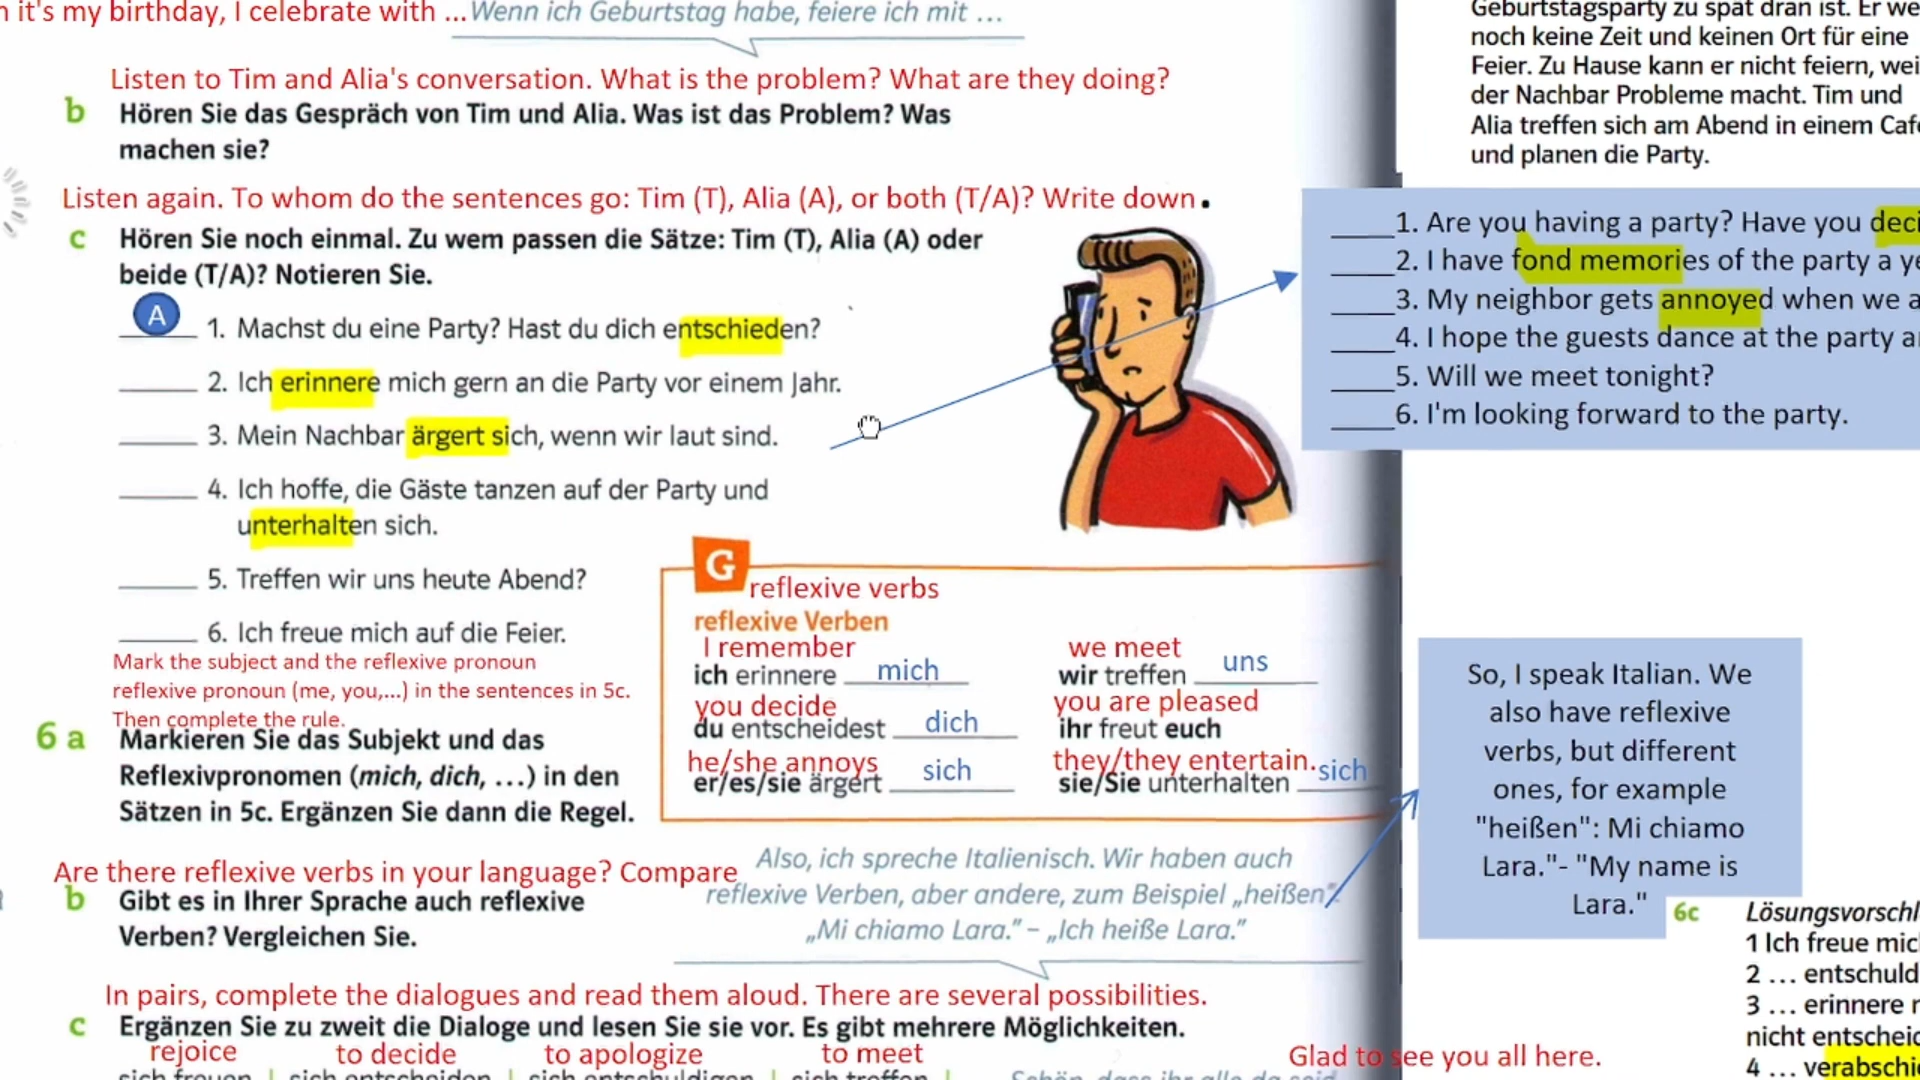 it's my birthday, I celebrate with ...
Wenn ich Geburtstag habe, feiere ich mit …
Listen to Tim and Alia's conversation. What is the problem? What are they doing?
b Hören Sie das Gespräch von Tim und Alia. Was ist das Problem? Was
machen sie?
Listen again. To whom do the sentences go: Tim (T), Alia (A), or both (T/A)? Write down.
c Hören Sie noch einmal. Zu wem passen die Sätze: Tim (T), Alia (A) oder
beide (T/A)? Notieren Sie.
A
1. Machst du eine Party? Hast du dich entschieden?
2. Ich erinnere mich gern an die Party vor einem Jahr.
3. Mein Nachbar ärgert sich, wenn wir laut sind.
4. Ich hoffe, die Gäste tanzen auf der Party und
unterhalten sich.
5. Treffen wir uns heute Abend?
6. Ich freue mich auf die Feier.
Mark the subject and the reflexive pronoun
reflexive pronoun (me, you,...) in the sentences in 5c.
Then complete the rule.
6 a Markieren Sie das Subjekt und das
Reflexivpronomen (mich, dich, …) in den
Sätzen in 5c. Ergänzen Sie dann die Regel.
G
reflexive verbs
reflexive Verben
I remember
ich erinnere mich
you decide
du entscheidest dich
he/she annoys
er/es/sie ärgert sich
we meet
wir treffen uns
you are pleased
ihr freut euch
they/they entertain.
sie/Sie unterhalten sich
Are there reflexive verbs in your language? Compare
b Gibt es in Ihrer Sprache auch reflexive
Verben? Vergleichen Sie.
Also, ich spreche Italienisch. Wir haben auch
reflexive Verben, aber andere, zum Beispiel „heißen“:
„Mi chiamo Lara.“ – „Ich heiße Lara.“
In pairs, complete the dialogues and read them aloud. There are several possibilities.
c Ergänzen Sie zu zweit die Dialoge und lesen Sie sie vor. Es gibt mehrere Möglichkeiten.
rejoice to decide to apologize to meet
sich freuen | sich entscheiden | sich entschuldigen | sich treffen |
Glad to see you all here.
Schön, dass ihr alle da seid
Geburtstagsparty zu spät dran ist. Er
noch keine Zeit und keinen Ort für eine
Feier. Zu Hause kann er nicht feiern,
der Nachbar Probleme macht. Tim und
Alia treffen sich am Abend in einem
und planen die Party.
1. Are you having a party? Have you
2. I have fond memories of the party a
3. My neighbor gets annoyed when we
4. I hope the guests dance at the party
5. Will we meet tonight?
6. I'm looking forward to the party.
So, I speak Italian. We
also have reflexive
verbs, but different
ones, for example
"heißen": Mi chiamo
Lara."- "My name is
Lara."
6c
1 Ich freue
2 …
3 … erinnere
nicht
4 …